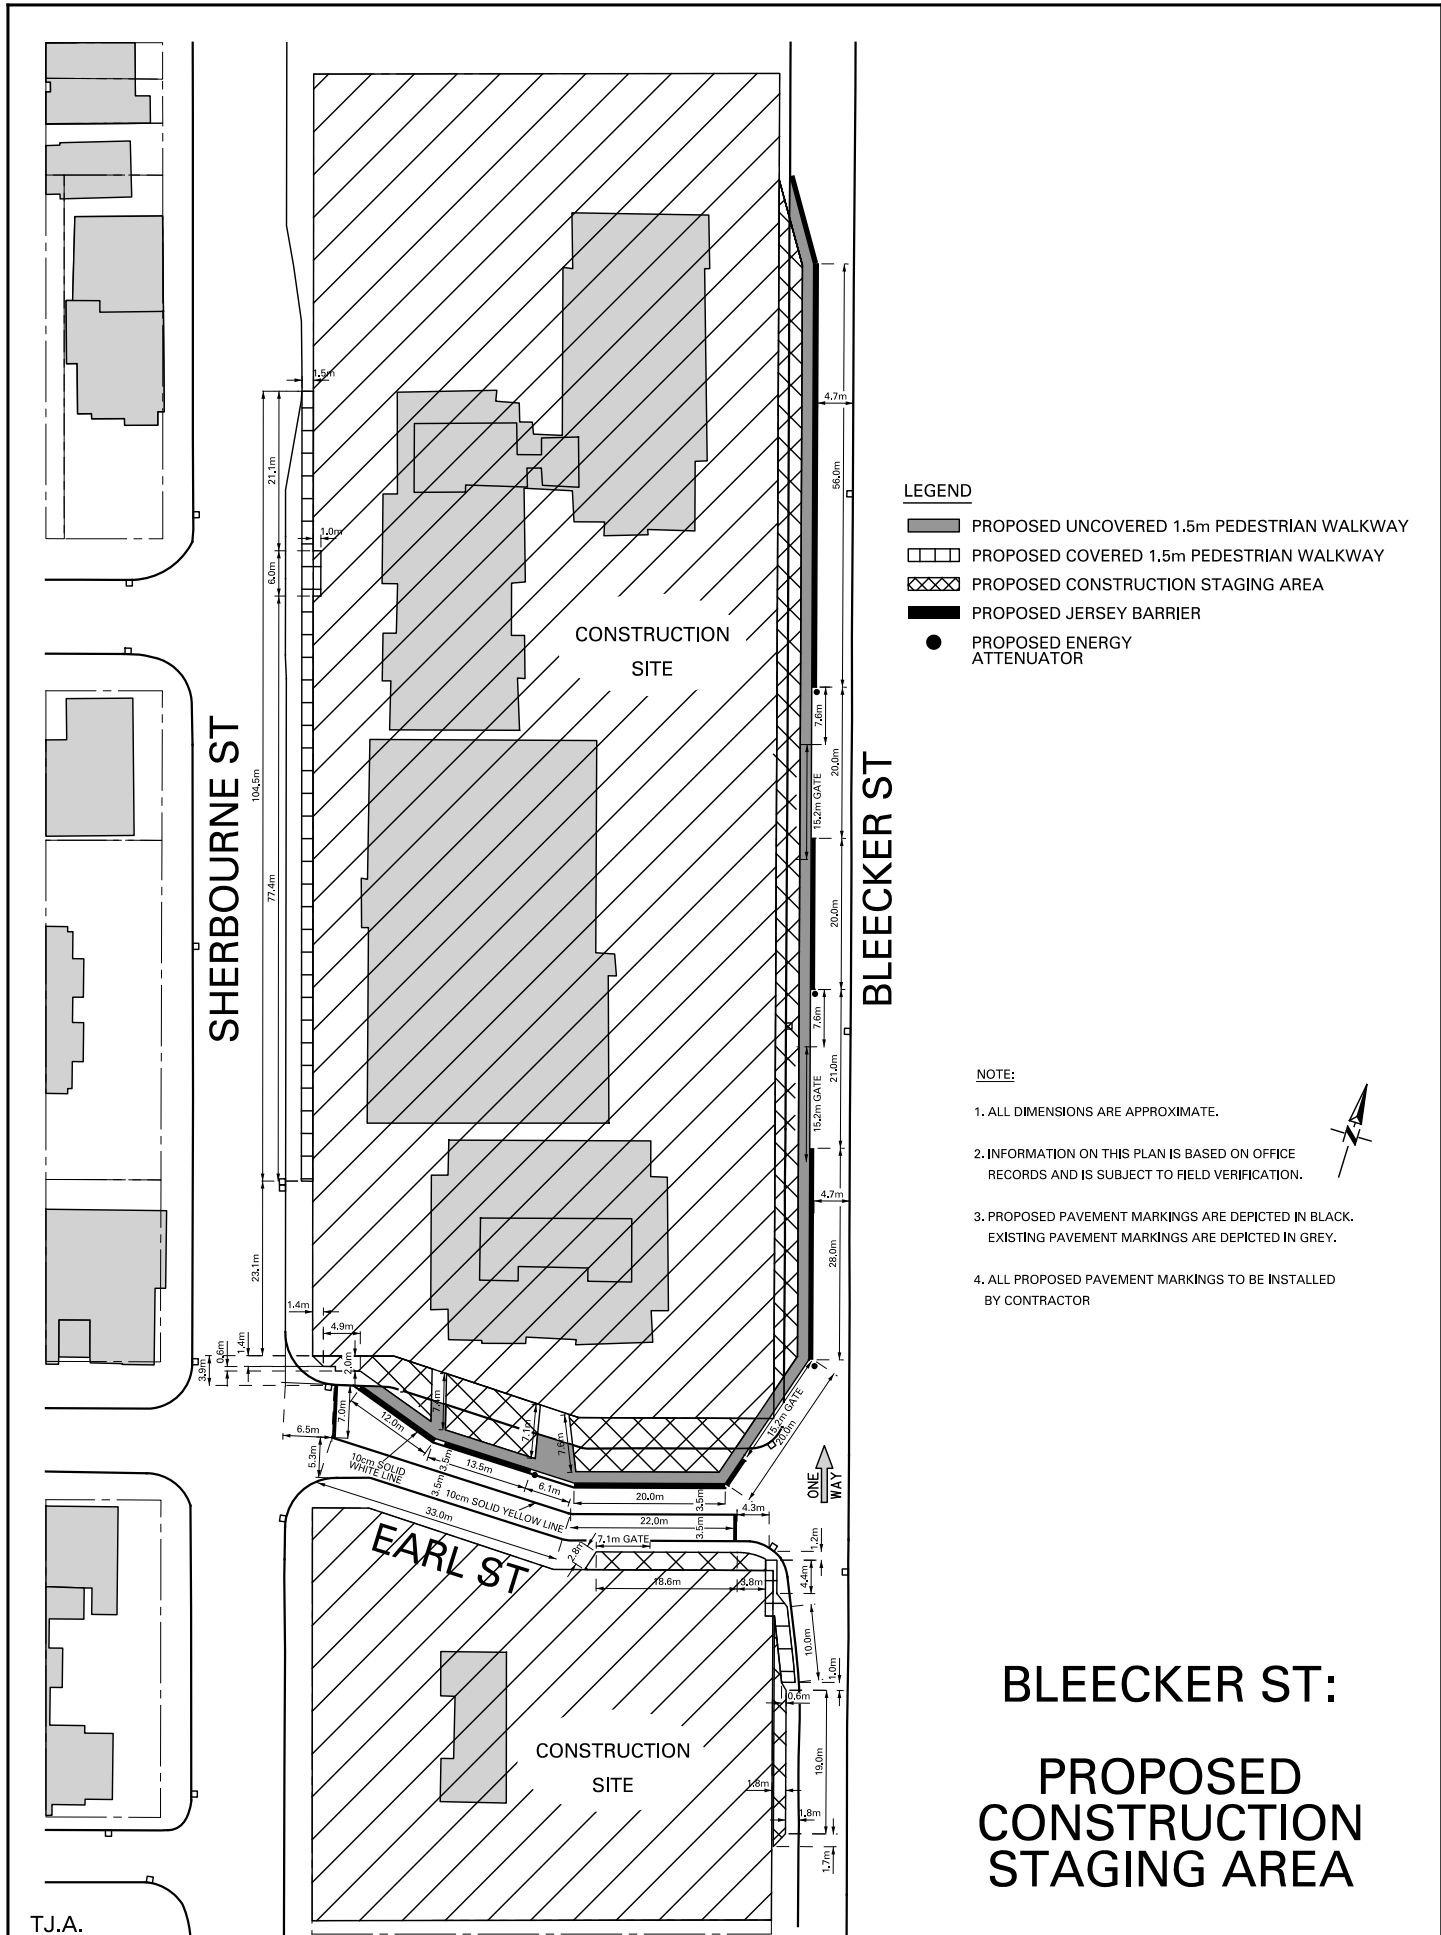 1.5m
21.1m
1.0m
6.0m
104.5m
77.4m
23.1m
SHERBOURNE ST
CONSTRUCTION
SITE
4.7m
56.0m
7.6m
20.0m
15.2m GATE
20.0m
7.6m
21.0m
15.2m GATE
4.7m
28.0m
BLEECKER ST
LEGEND
PROPOSED UNCOVERED 1.5m PEDESTRIAN WALKWAY
PROPOSED COVERED 1.5m PEDESTRIAN WALKWAY
PROPOSED CONSTRUCTION STAGING AREA
PROPOSED JERSEY BARRIER
PROPOSED ENERGY
ATTENUATOR
NOTE:
1. ALL DIMENSIONS ARE APPROXIMATE.
2. INFORMATION ON THIS PLAN IS BASED ON OFFICE
RECORDS AND IS SUBJECT TO FIELD VERIFICATION.
3. PROPOSED PAVEMENT MARKINGS ARE DEPICTED IN BLACK.
EXISTING PAVEMENT MARKINGS ARE DEPICTED IN GREY.
4. ALL PROPOSED PAVEMENT MARKINGS TO BE INSTALLED
BY CONTRACTOR
N
1.4m
4.9m
1.4m
0.6m
3.9m
2.0m
7.4m
7.1m
7.6m
7.0m
12.0m
6.5m
5.3m
10cm SOLID
WHITE LINE
3.5m
13.5m
3.5m
6.1m
10cm SOLID YELLOW LINE
33.0m
20.0m
3.5m
22.0m
3.5m
4.3m
15.2m GATE
20.0m
ONE
WAY
EARL ST
7.1m GATE
2.8m
18.6m
3.8m
1.2m
4.4m
10.0m
1.0m
0.6m
19.0m
1.8m
1.8m
1.7m
CONSTRUCTION
SITE
BLEECKER ST:
PROPOSED
CONSTRUCTION
STAGING AREA
TJ.A.